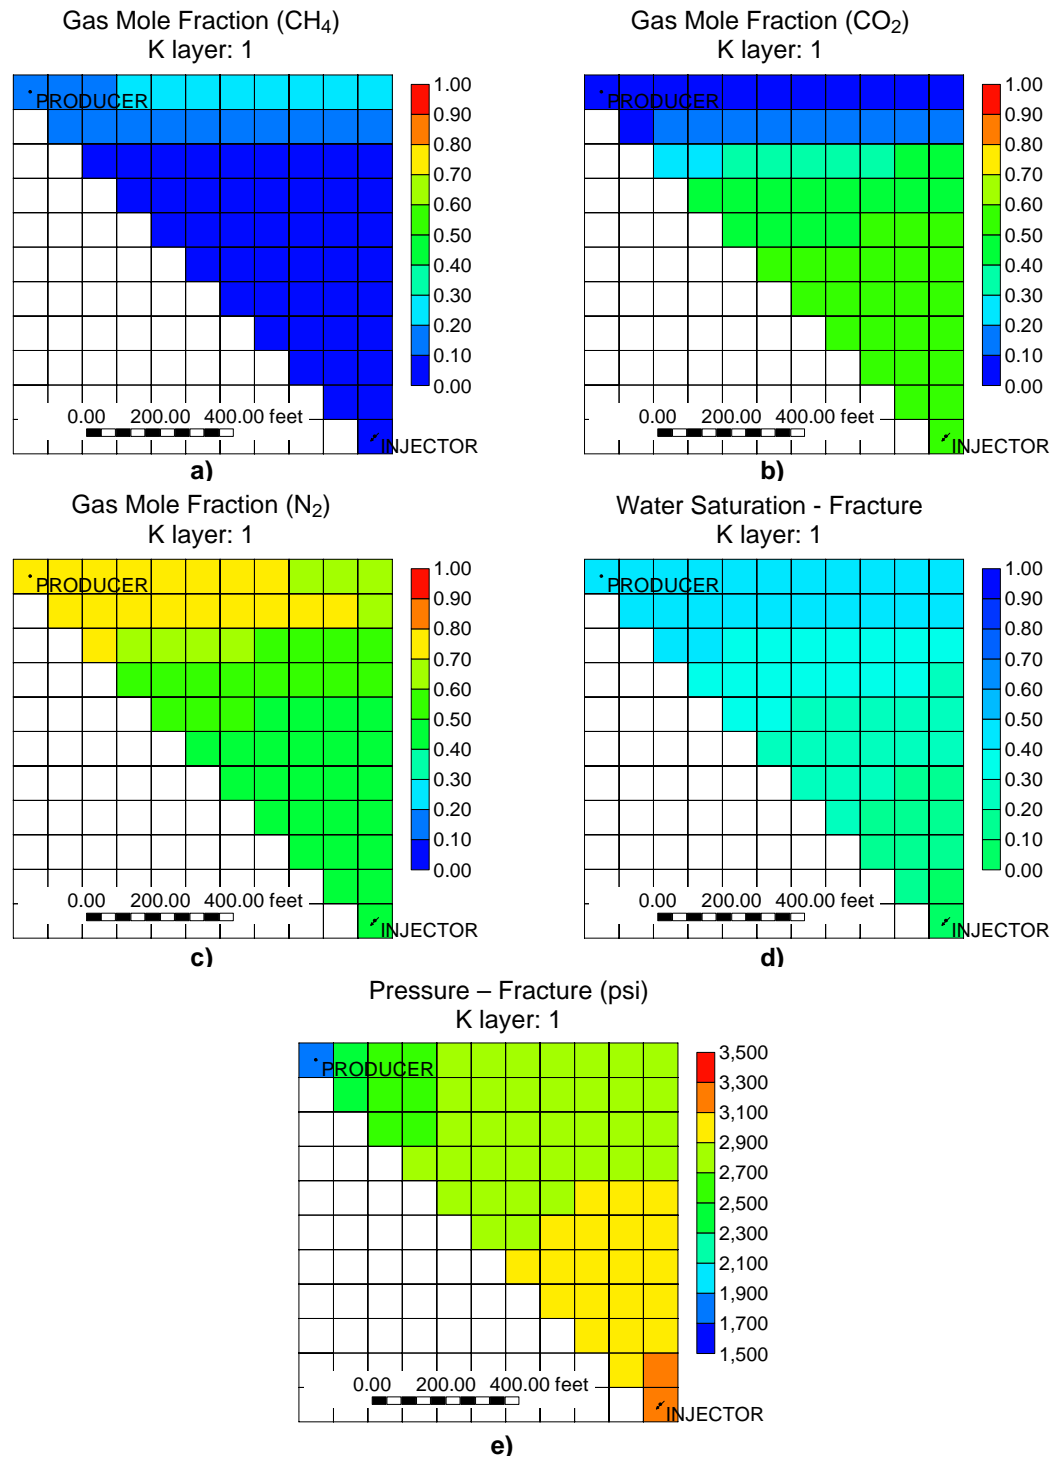 Gas Mole Fraction (CH₄)
K layer: 1
PRODUCER
1.00
0.90
0.80
0.70
0.60
0.50
0.40
0.30
0.20
0.10
0.00
0.00 200.00 400.00 feet
INJECTOR
a)
Gas Mole Fraction (CO₂)
K layer: 1
PRODUCER
1.00
0.90
0.80
0.70
0.60
0.50
0.40
0.30
0.20
0.10
0.00
0.00 200.00 400.00 feet
INJECTOR
b)
Gas Mole Fraction (N₂)
K layer: 1
PRODUCER
1.00
0.90
0.80
0.70
0.60
0.50
0.40
0.30
0.20
0.10
0.00
0.00 200.00 400.00 feet
INJECTOR
c)
Water Saturation - Fracture
K layer: 1
PRODUCER
1.00
0.90
0.80
0.70
0.60
0.50
0.40
0.30
0.20
0.10
0.00
0.00 200.00 400.00 feet
INJECTOR
d)
Pressure – Fracture (psi)
K layer: 1
PRODUCER
3,500
3,300
3,100
2,900
2,700
2,500
2,300
2,100
1,900
1,700
1,500
0.00 200.00 400.00 feet
INJECTOR
e)